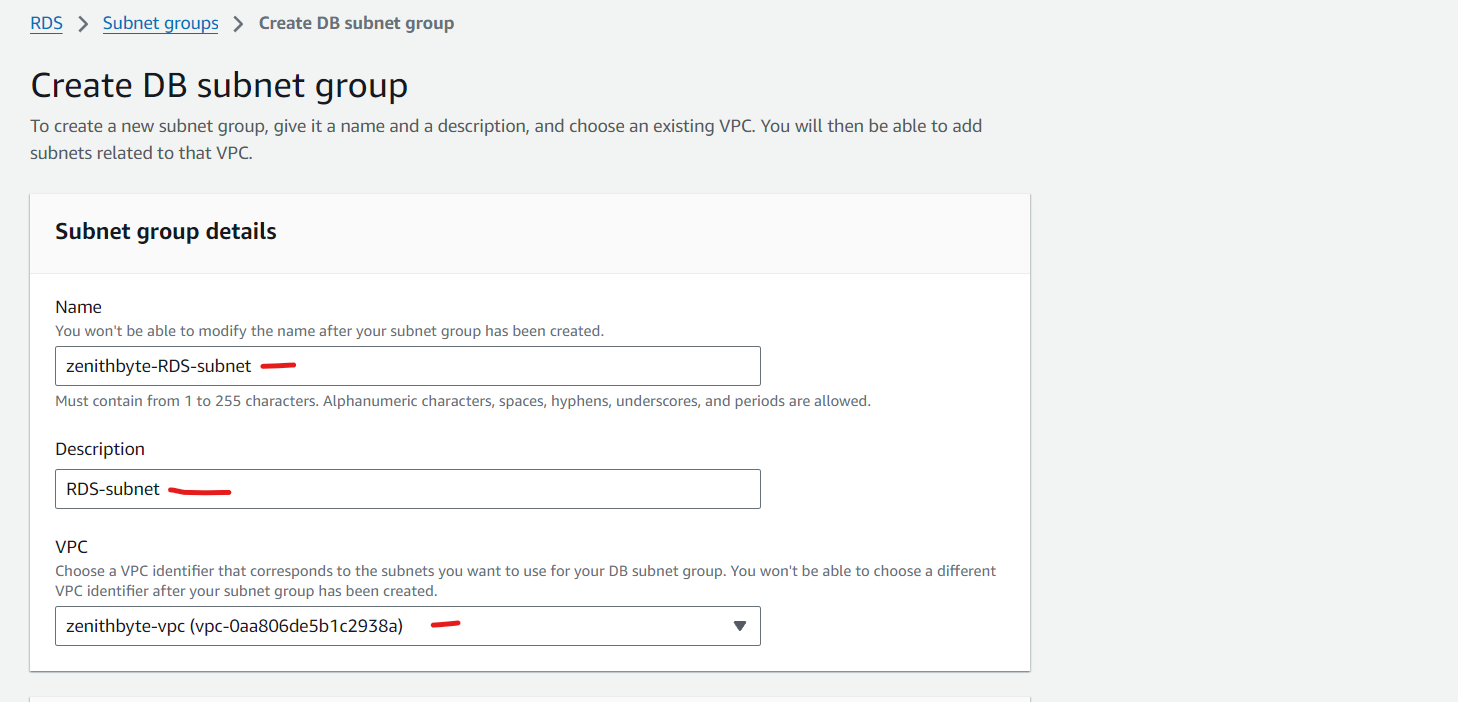 RDS > Subnet groups > Create DB subnet group
Create DB subnet group
To create a new subnet group, give it a name and a description, and choose an existing VPC. You will then be able to add
subnets related to that VPC.
Subnet group details
Name
You won't be able to modify the name after your subnet group has been created.
zenithbyte-RDS-subnet
Must contain from 1 to 255 characters. Alphanumeric characters, spaces, hyphens, underscores, and periods are allowed.
Description
RDS-subnet
VPC
Choose a VPC identifier that corresponds to the subnets you want to use for your DB subnet group. You won't be able to choose a different
VPC identifier after your subnet group has been created.
zenithbyte-vpc (vpc-0aa806de5b1c2938a)